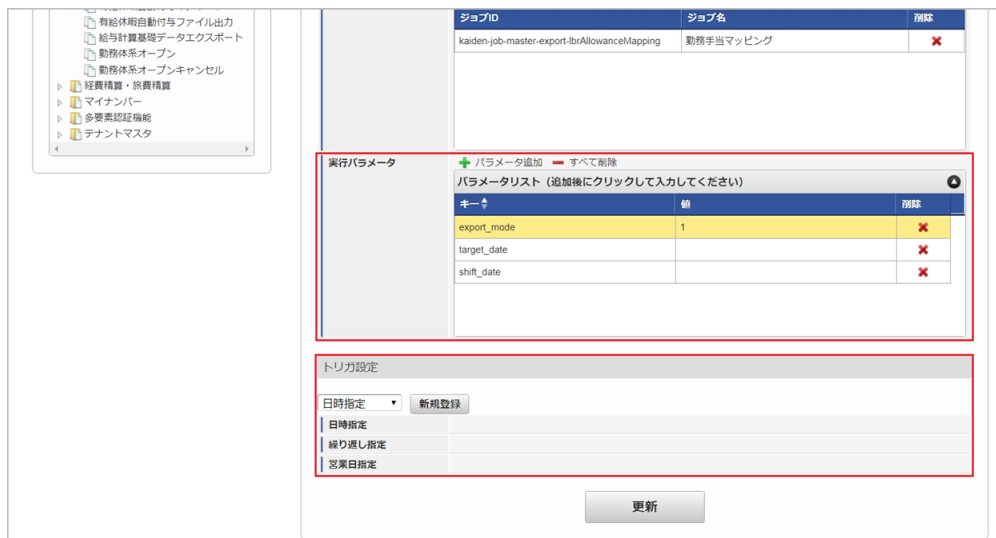 有給休暇自動付与ファイル出力
給与計算基礎データエクスポート
勤務体系オープン
勤務体系オープンキャンセル
経費精算・旅費精算
マイナンバー
多要素認証機能
テナントマスタ
ジョブID ジョブ名 削除
kaiden-job-master-export-lbrAllowanceMapping 勤務手当マッピング
実行パラメータ
パラメータ追加 すべて削除
パラメータリスト（追加後にクリックして入力してください）
キー 値 削除
export_mode 1
target_date
shift_date
トリガ設定
日時指定 新規登録
日時指定
繰り返し指定
営業日指定
更新